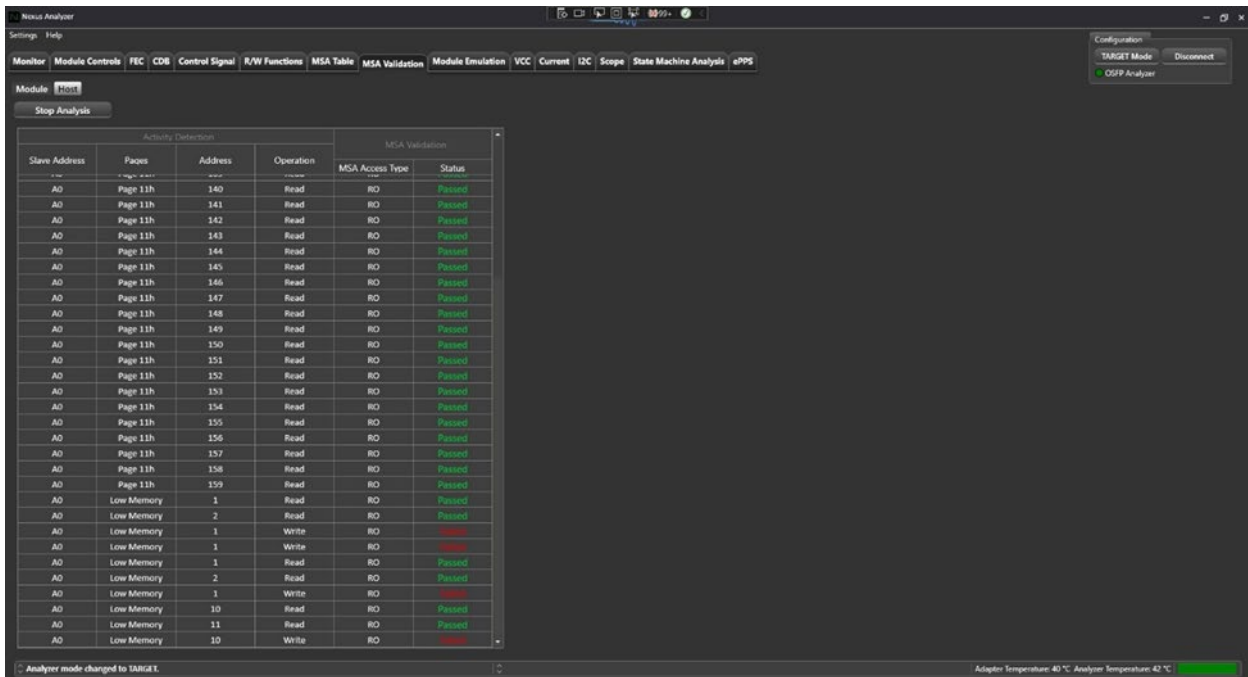 Nexus Analyzer
99+
Settings Help
Configuration
TARGET Mode Disconnect
OSFP Analyzer
Monitor Module Controls FEC CDB Control Signal R/W Functions MSA Table MSA Validation Module Emulation VCC Current I2C Scope State Machine Analysis ePPS
Module Host
Stop Analysis
Activity Detection MSA Validation
Slave Address Pages Address Operation MSA Access Type Status
A0 Page 11h 140 Read RO Passed
A0 Page 11h 141 Read RO Passed
A0 Page 11h 142 Read RO Passed
A0 Page 11h 143 Read RO Passed
A0 Page 11h 144 Read RO Passed
A0 Page 11h 145 Read RO Passed
A0 Page 11h 146 Read RO Passed
A0 Page 11h 147 Read RO Passed
A0 Page 11h 148 Read RO Passed
A0 Page 11h 149 Read RO Passed
A0 Page 11h 150 Read RO Passed
A0 Page 11h 151 Read RO Passed
A0 Page 11h 152 Read RO Passed
A0 Page 11h 153 Read RO Passed
A0 Page 11h 154 Read RO Passed
A0 Page 11h 155 Read RO Passed
A0 Page 11h 156 Read RO Passed
A0 Page 11h 157 Read RO Passed
A0 Page 11h 158 Read RO Passed
A0 Page 11h 159 Read RO Passed
A0 Low Memory 1 Read RO Passed
A0 Low Memory 2 Read RO Passed
A0 Low Memory 1 Write RO
A0 Low Memory 1 Write RO
A0 Low Memory 1 Read RO Passed
A0 Low Memory 2 Read RO Passed
A0 Low Memory 1 Write RO
A0 Low Memory 10 Read RO Passed
A0 Low Memory 11 Read RO Passed
A0 Low Memory 10 Write RO
Analyzer mode changed to TARGET.
Adapter Temperature: 40 °C Analyzer Temperature: 42 °C